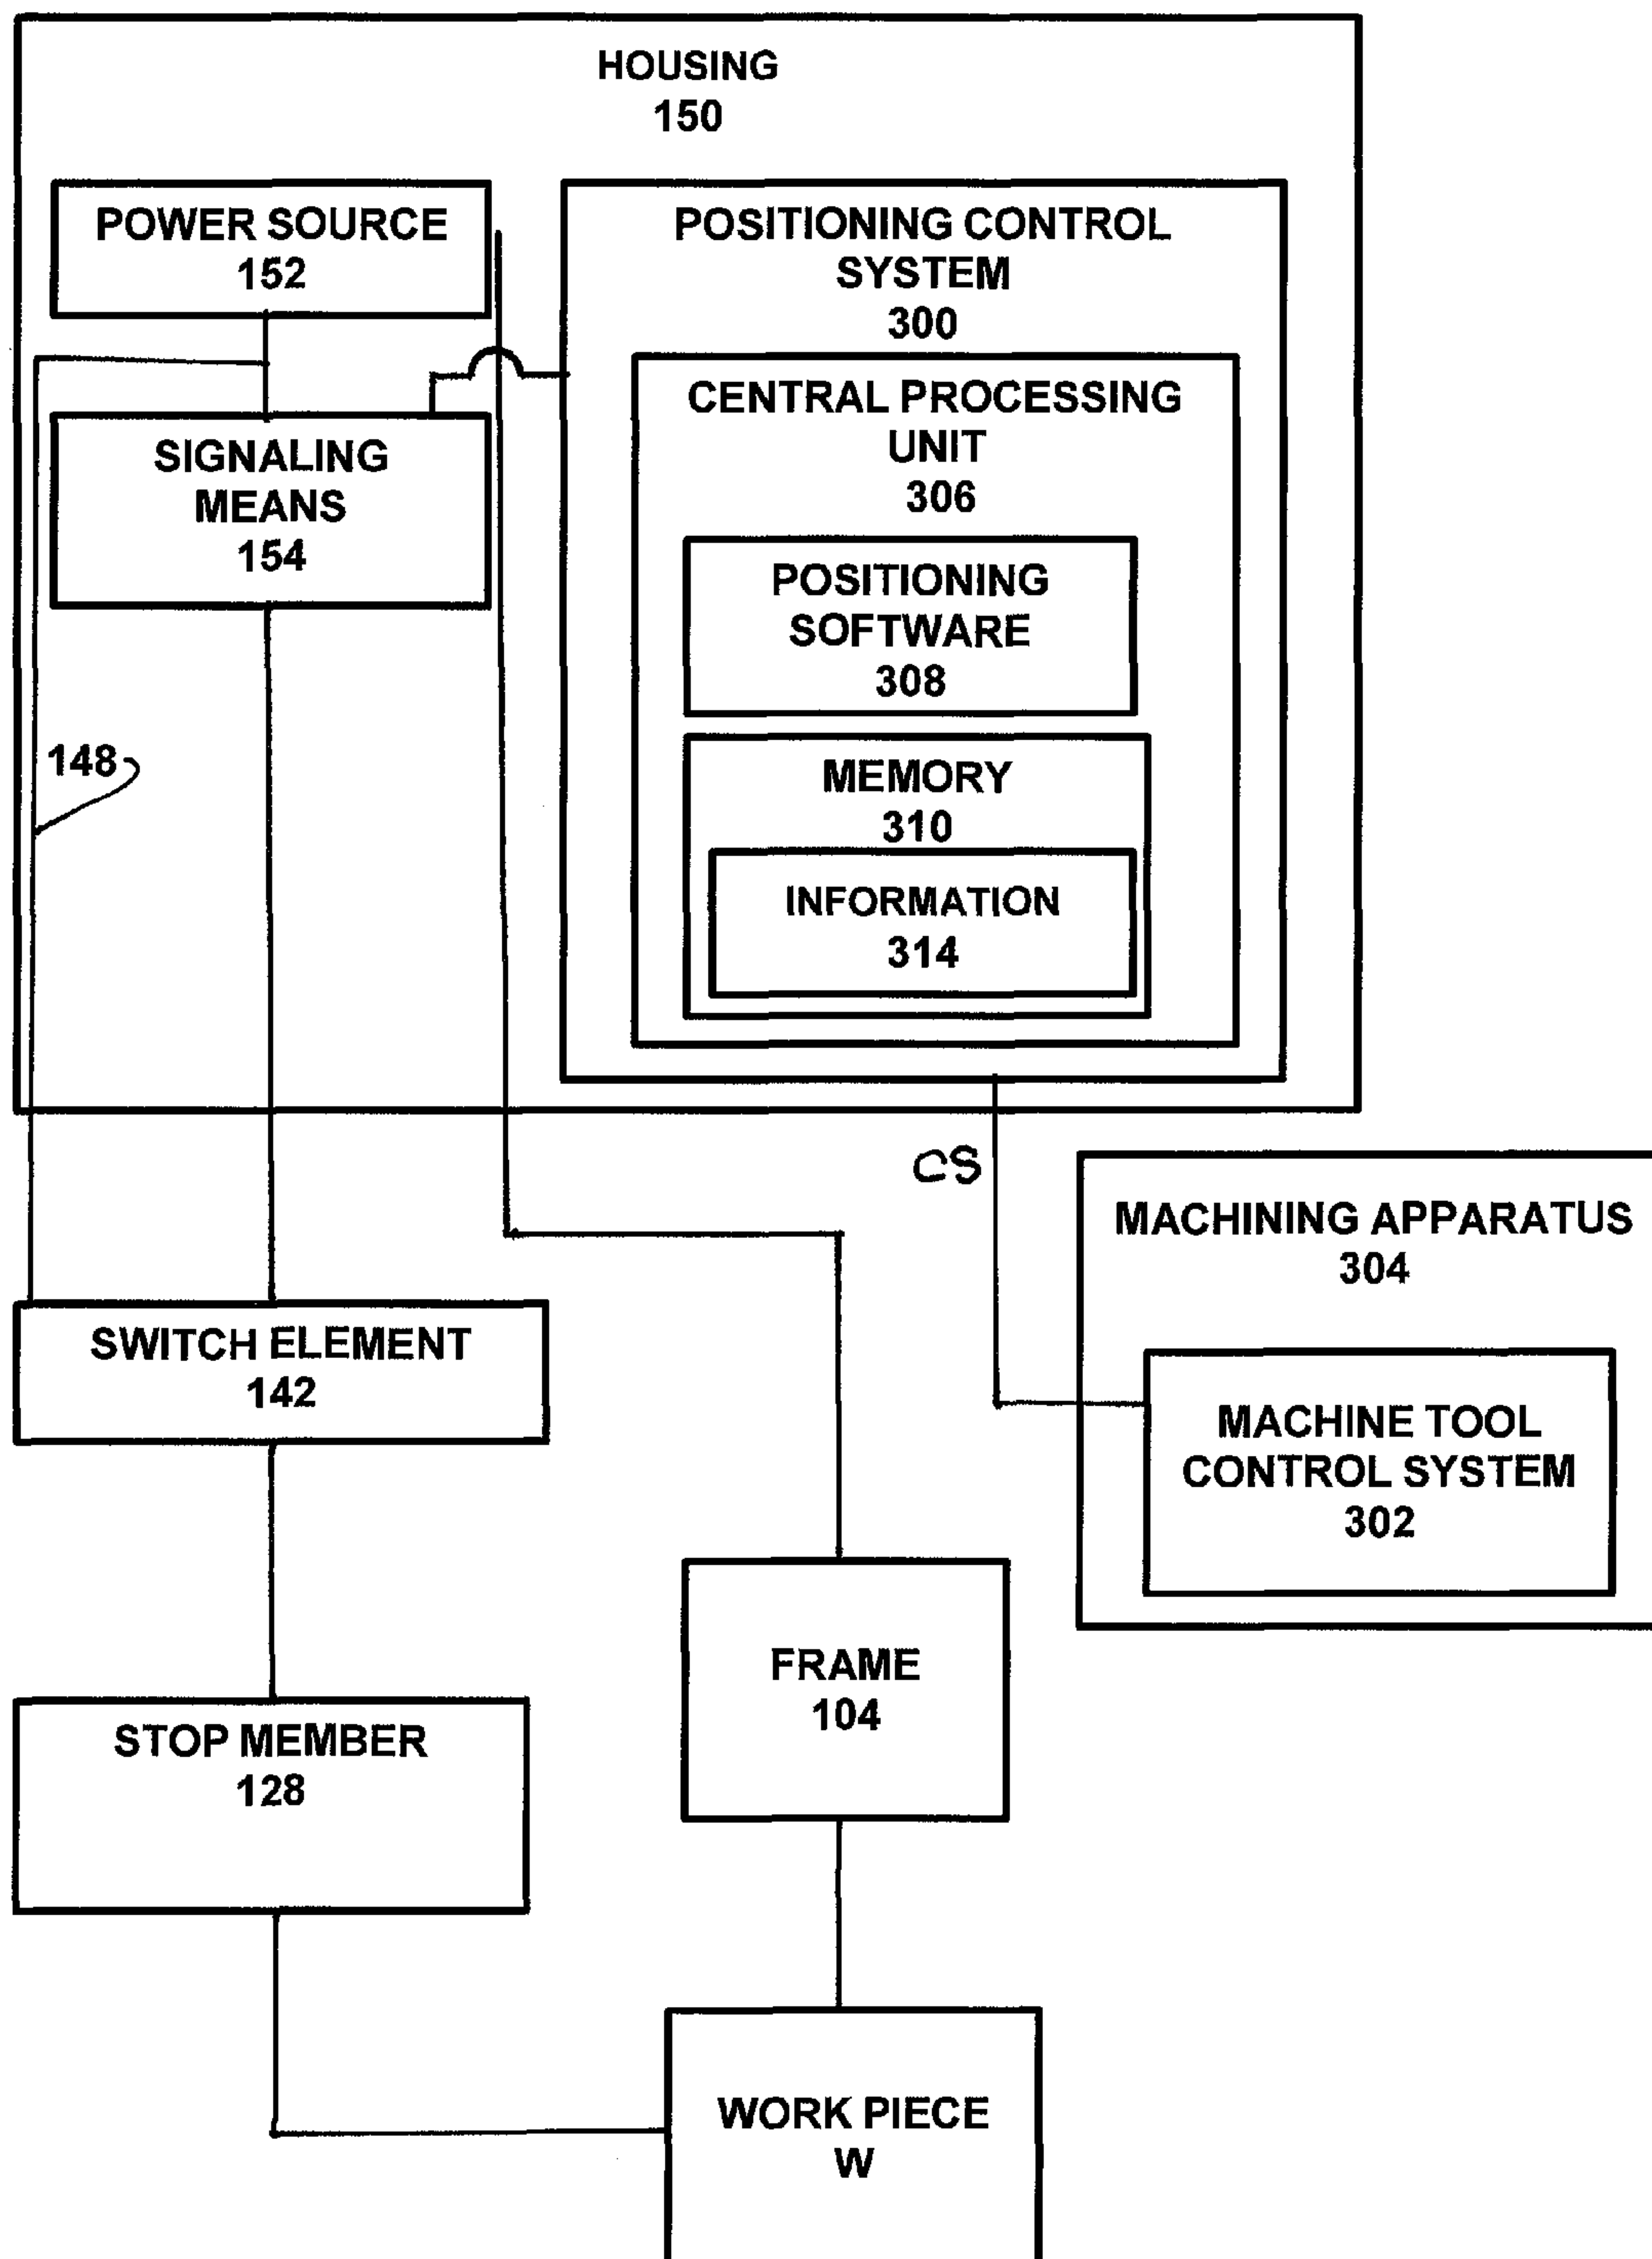 HOUSING
150
POWER SOURCE
152
POSITIONING CONTROL
SYSTEM
300
SIGNALING
MEANS
154
CENTRAL PROCESSING
UNIT
306
POSITIONING
SOFTWARE
308
148
MEMORY
310
INFORMATION
314
CS
MACHINING APPARATUS
304
SWITCH ELEMENT
142
MACHINE TOOL
CONTROL SYSTEM
302
FRAME
104
STOP MEMBER
128
WORK PIECE
W